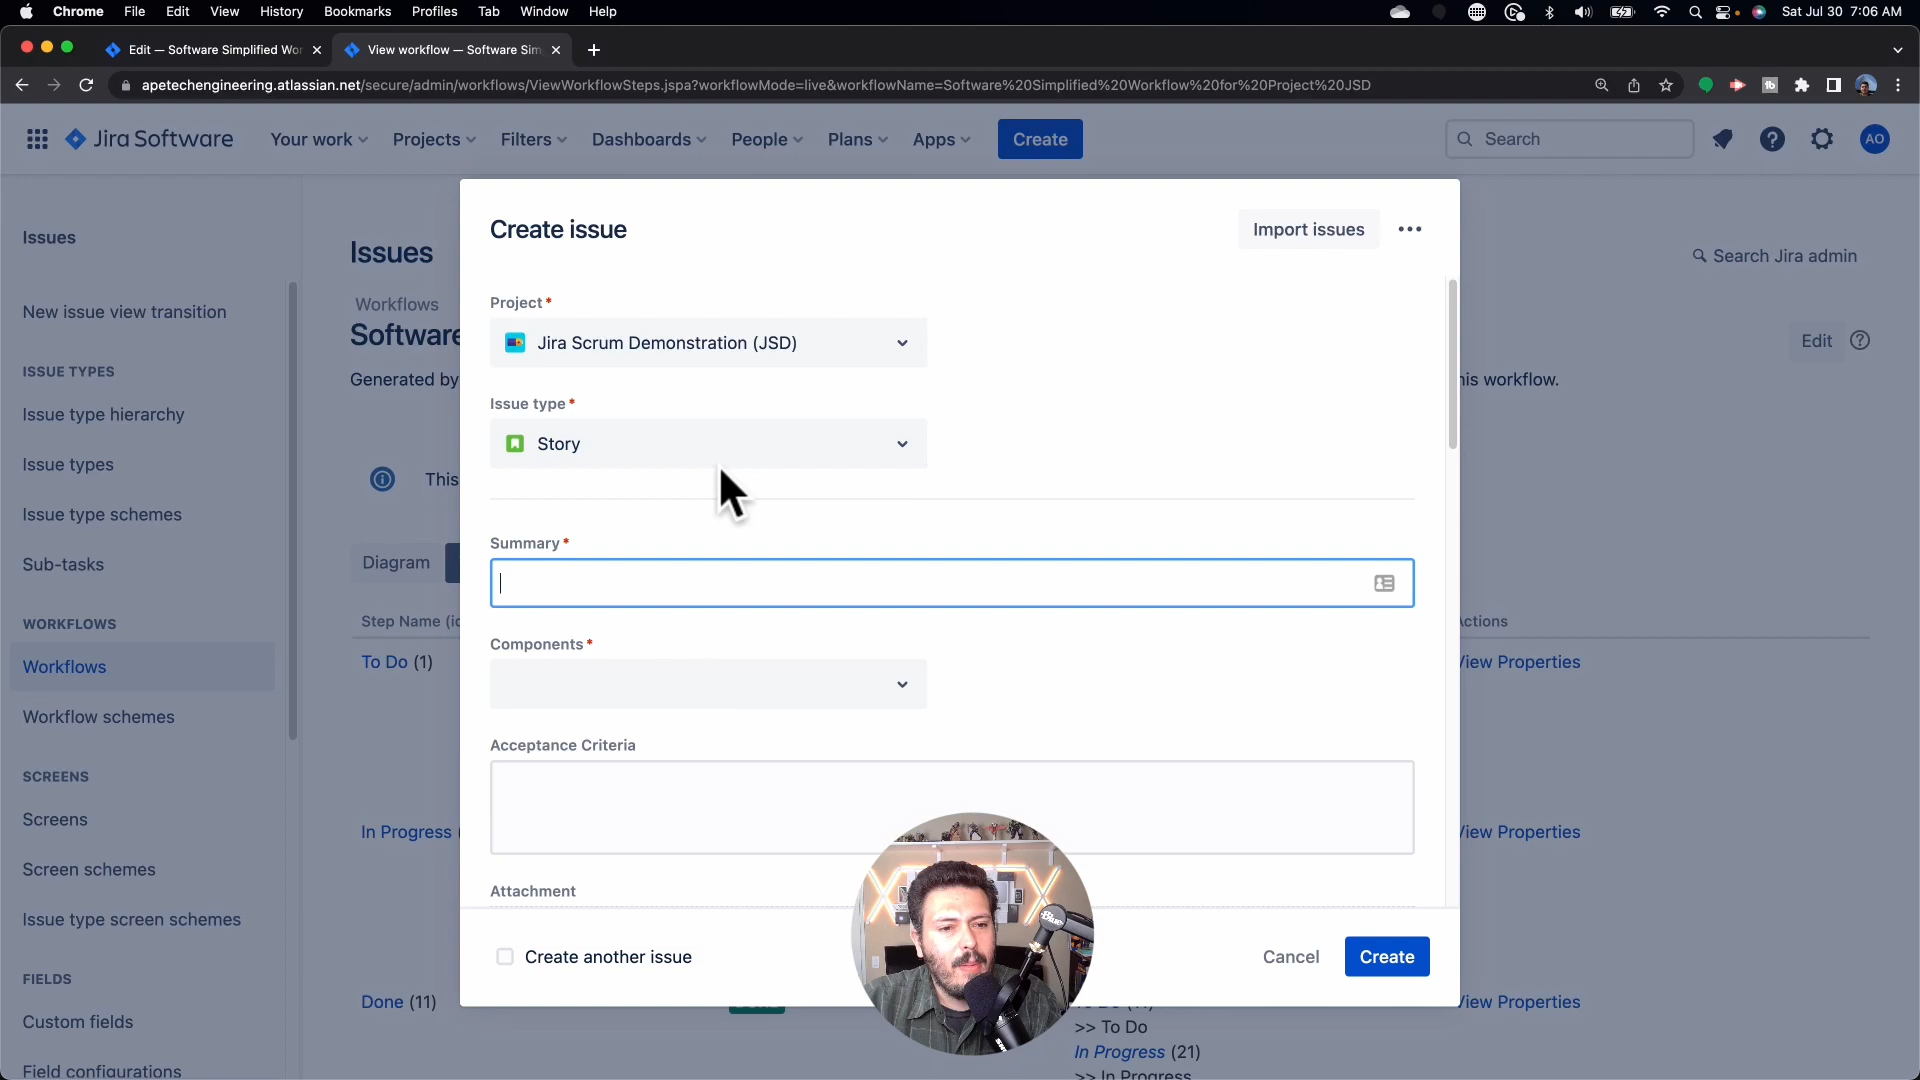 Chrome File Edit View History Bookmarks Profiles Tab Window Help Sat Jul 30 7:06 AM
Edit — Software Simplified Wor View workflow — Software Sim
apetechengineering.atlassian.net/secure/admin/workflows/ViewWorkflowSteps.jspa?workflowMode=live&workflowName=Software%20Simplified%20Workflow%20for%20Project%20JSD
Jira Software Your work Projects Filters Dashboards People Plans Apps Create Search AO
Issues
New issue view transition
ISSUE TYPES
Issue type hierarchy
Issue types
Issue type schemes
Sub-tasks
WORKFLOWS
Workflows
Workflow schemes
SCREENS
Screens
Screen schemes
Issue type screen schemes
FIELDS
Custom fields
Field configurations
Issues
Search Jira admin
Workflows
Software
Edit
Generated by
his workflow.
This
Diagram
Step Name (id
Actions
To Do (1)
View Properties
In Progress (
View Properties
Done (11)
View Properties
>> To Do
In Progress (21)
>> In Progress
Create issue
Import issues
Project*
Jira Scrum Demonstration (JSD)
Issue type*
Story
Summary*
Components*
Acceptance Criteria
Attachment
Create another issue
Cancel
Create